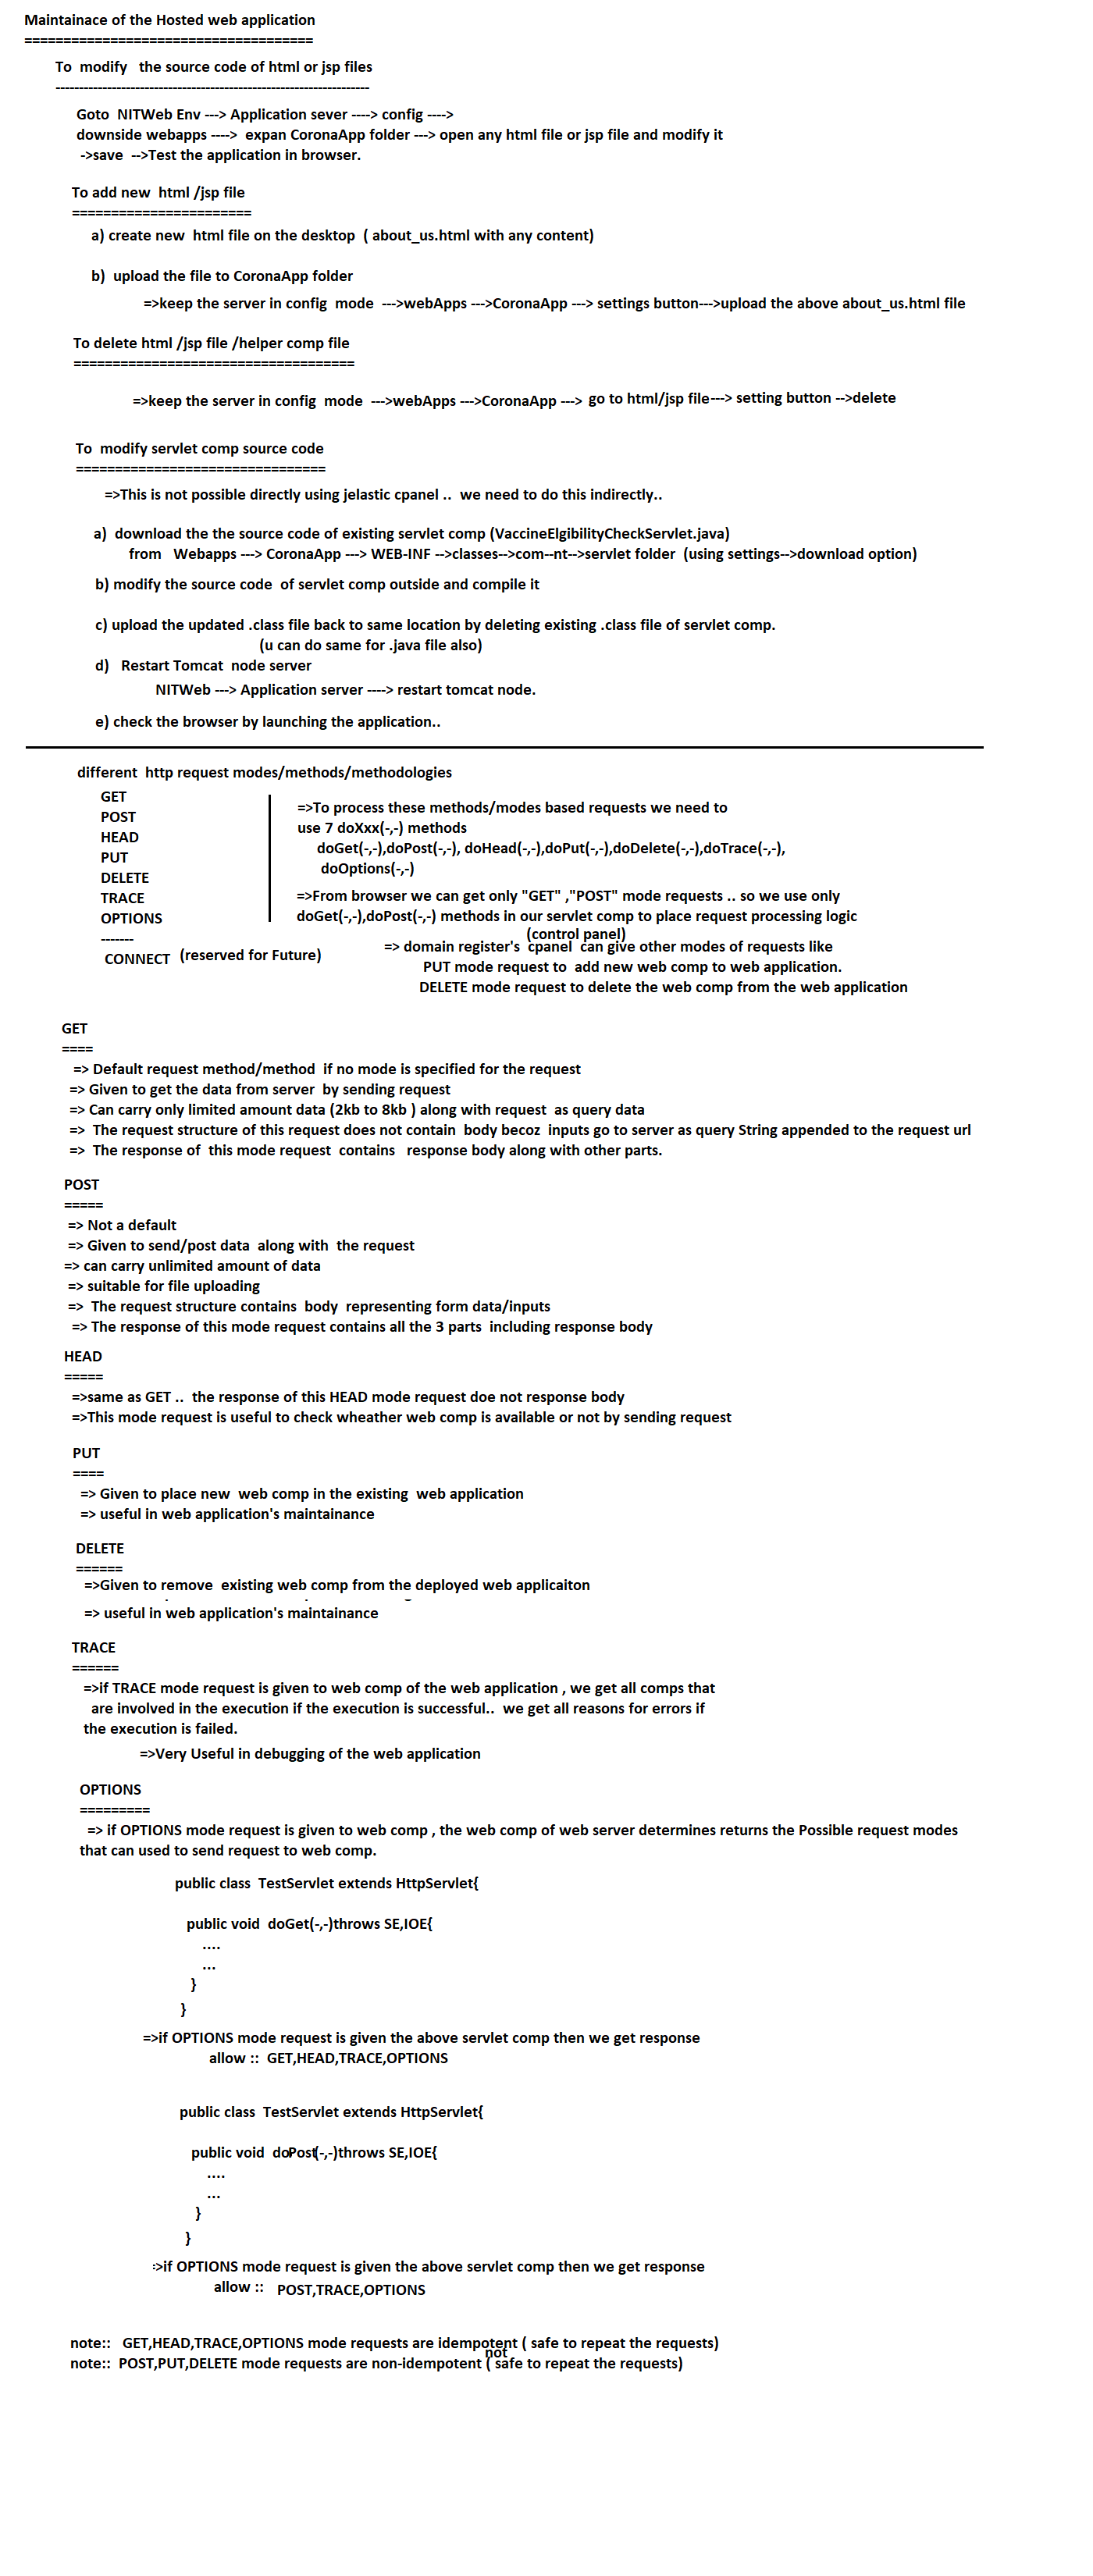 Maintainace of the Hosted web application
=====================================
To modify the source code of html or jsp files
-------------------------------------------------------------------
Goto NITWeb Env ---> Application sever ----> config ---->
downside webapps ----> expan CoronaApp folder ---> open any html file or jsp file and modify it
->save -->Test the application in browser.
To add new html /jsp file
=======================
a) create new html file on the desktop ( about_us.html with any content)
b) upload the file to CoronaApp folder
=>keep the server in config mode --->webApps --->CoronaApp ---> settings button--->upload the above about_us.html file
To delete html /jsp file /helper comp file
====================================
=>keep the server in config mode --->webApps --->CoronaApp ---> go to html/jsp file---> setting button -->delete
To modify servlet comp source code
================================
=>This is not possible directly using jelastic cpanel .. we need to do this indirectly..
a) download the the source code of existing servlet comp (VaccineElgibilityCheckServlet.java)
from Webapps ---> CoronaApp ---> WEB-INF -->classes-->com--nt-->servlet folder (using settings-->download option)
b) modify the source code of servlet comp outside and compile it
c) upload the updated .class file back to same location by deleting existing .class file of servlet comp.
(u can do same for .java file also)
d) Restart Tomcat node server
NITWeb ---> Application server ----> restart tomcat node.
e) check the browser by launching the application..
different http request modes/methods/methodologies
GET
POST
HEAD
PUT
DELETE
TRACE
OPTIONS
-------
CONNECT (reserved for Future)
=>To process these methods/modes based requests we need to
use 7 doXxx(-,-) methods
doGet(-,-),doPost(-,-), doHead(-,-),doPut(-,-),doDelete(-,-),doTrace(-,-),
doOptions(-,-)
=>From browser we can get only "GET" ,"POST" mode requests .. so we use only
doGet(-,-),doPost(-,-) methods in our servlet comp to place request processing logic
(control panel)
=> domain register's cpanel can give other modes of requests like
PUT mode request to add new web comp to web application.
DELETE mode request to delete the web comp from the web application
GET
====
=> Default request method/method if no mode is specified for the request
=> Given to get the data from server by sending request
=> Can carry only limited amount data (2kb to 8kb ) along with request as query data
=> The request structure of this request does not contain body becoz inputs go to server as query String appended to the request url
=> The response of this mode request contains response body along with other parts.
POST
=====
=> Not a default
=> Given to send/post data along with the request
=> can carry unlimited amount of data
=> suitable for file uploading
=> The request structure contains body representing form data/inputs
=> The response of this mode request contains all the 3 parts including response body
HEAD
=====
=>same as GET .. the response of this HEAD mode request doe not response body
=>This mode request is useful to check wheather web comp is available or not by sending request
PUT
====
=> Given to place new web comp in the existing web application
=> useful in web application's maintainance
DELETE
======
=>Given to remove existing web comp from the deployed web applicaiton
=> useful in web application's maintainance
TRACE
======
=>if TRACE mode request is given to web comp of the web application , we get all comps that
are involved in the execution if the execution is successful.. we get all reasons for errors if
the execution is failed.
=>Very Useful in debugging of the web application
OPTIONS
=========
=> if OPTIONS mode request is given to web comp , the web comp of web server determines returns the Possible request modes
that can used to send request to web comp.
public class TestServlet extends HttpServlet{
public void doGet(-,-)throws SE,IOE{
....
...
}
}
=>if OPTIONS mode request is given the above servlet comp then we get response
allow :: GET,HEAD,TRACE,OPTIONS
public class TestServlet extends HttpServlet{
public void doPost(-,-)throws SE,IOE{
....
...
}
}
=>if OPTIONS mode request is given the above servlet comp then we get response
allow :: POST,TRACE,OPTIONS
note:: GET,HEAD,TRACE,OPTIONS mode requests are idempotent ( safe to repeat the requests)
not
note:: POST,PUT,DELETE mode requests are non-idempotent ( safe to repeat the requests)